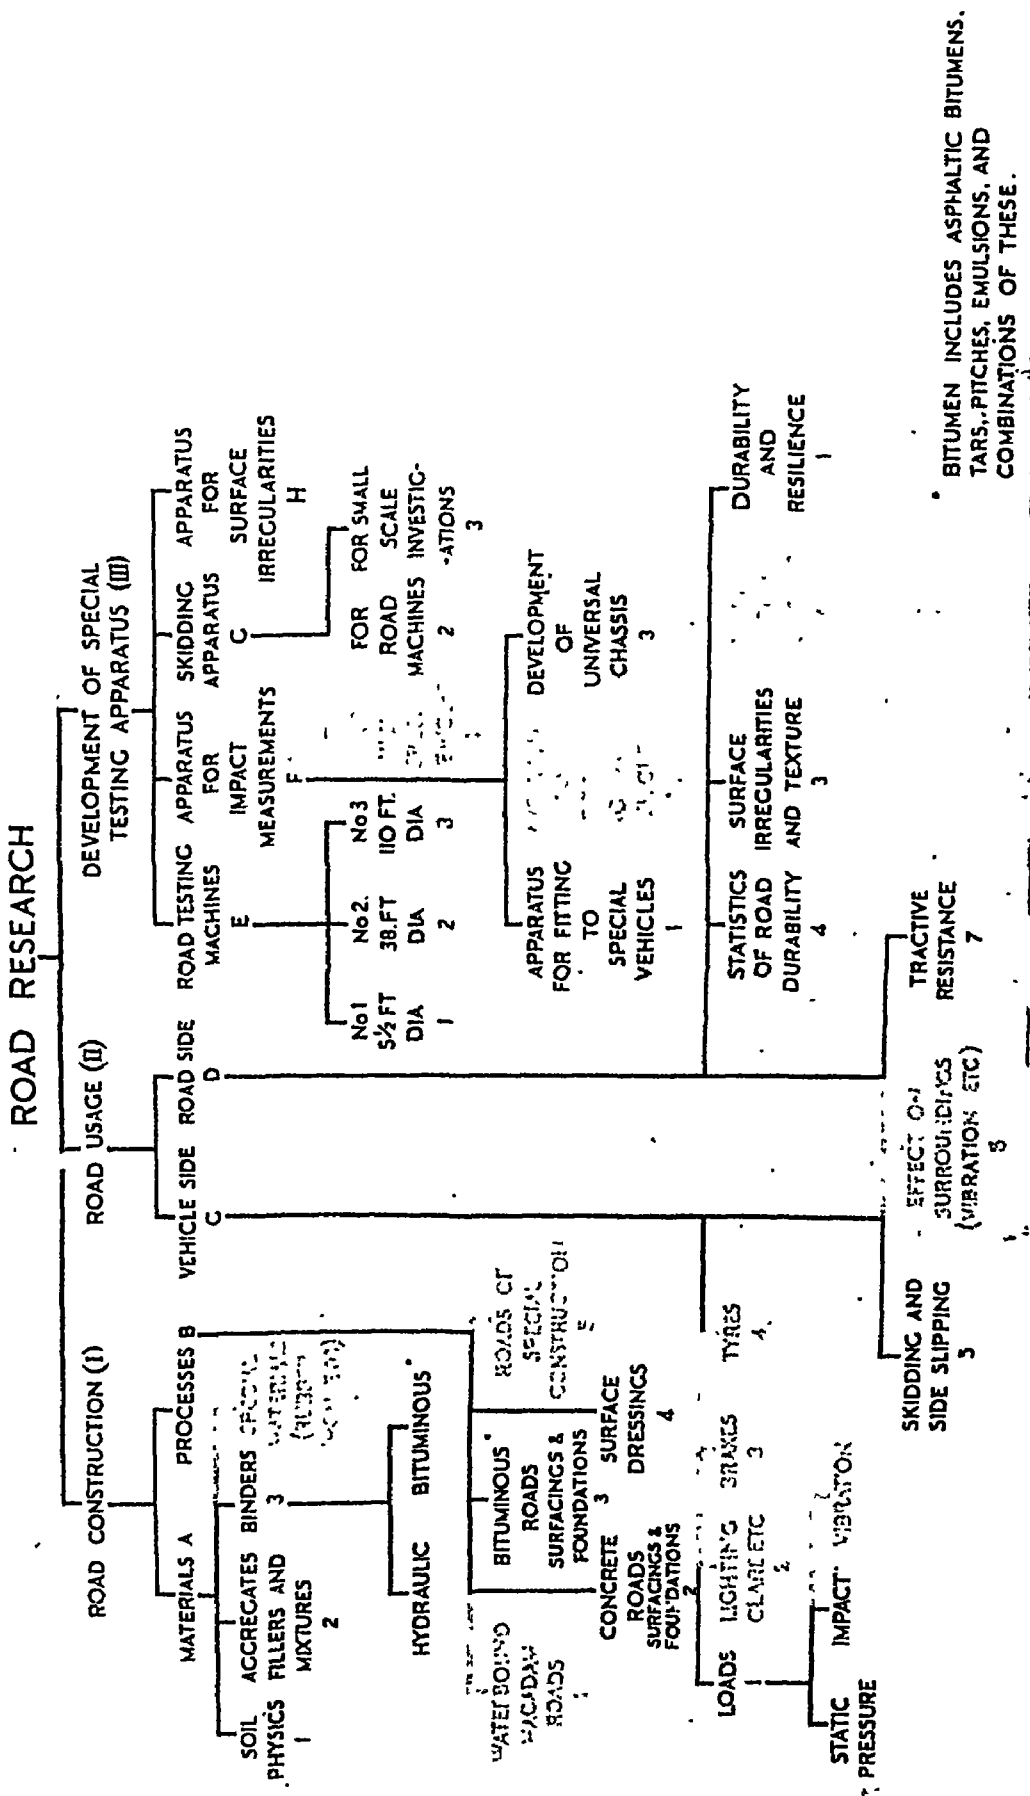 ROAD RESEARCH
ROAD CONSTRUCTION (I)
ROAD USAGE (II)
DEVELOPMENT OF SPECIAL
TESTING APPARATUS (III)
MATERIALS A
PROCESSES B
VEHICLE SIDE
C
ROAD SIDE
D
ROAD TESTING
MACHINES
E
APPARATUS
FOR
IMPACT
MEASUREMENTS
F
SKIDDING
APPARATUS
G
APPARATUS
FOR
SURFACE
IRREGULARITIES
H
SOIL
PHYSICS
1
AGGREGATES
FILLERS AND
MIXTURES
2
BINDERS
3
No1
5½ FT
DIA
1
No2.
38.FT
DIA
2
No3
110 FT.
DIA
3
FOR
ROAD
MACHINES
2
FOR SMALL
SCALE
INVESTIG-
-ATIONS
3
HYDRAULIC
BITUMINOUS*
WATERBOUND
MACADAM
ROADS
CONCRETE
ROADS
SURFACINGS &
FOUNDATIONS
2
BITUMINOUS*
ROADS
SURFACINGS &
FOUNDATIONS
3
SURFACE
DRESSINGS
4
ROADS OF
SPECIAL
CONSTRUCTION
APPARATUS
FOR FITTING
TO
SPECIAL
VEHICLES
1
DEVELOPMENT
OF
UNIVERSAL
CHASSIS
3
LOADS
1
LIGHTING
GLARE ETC
2
BRAKES
3
TYRES
4
STATISTICS
OF ROAD
DURABILITY
4
SURFACE
IRREGULARITIES
AND TEXTURE
3
DURABILITY
AND
RESILIENCE
1
STATIC
PRESSURE
IMPACT
VIBRATION
SKIDDING AND
SIDE SLIPPING
5
EFFECT ON
SURROUNDINGS
(VIBRATION ETC)
TRACTIVE
RESISTANCE
7
* BITUMEN INCLUDES ASPHALTIC BITUMENS.
TARS, PITCHES, EMULSIONS, AND
COMBINATIONS OF THESE.